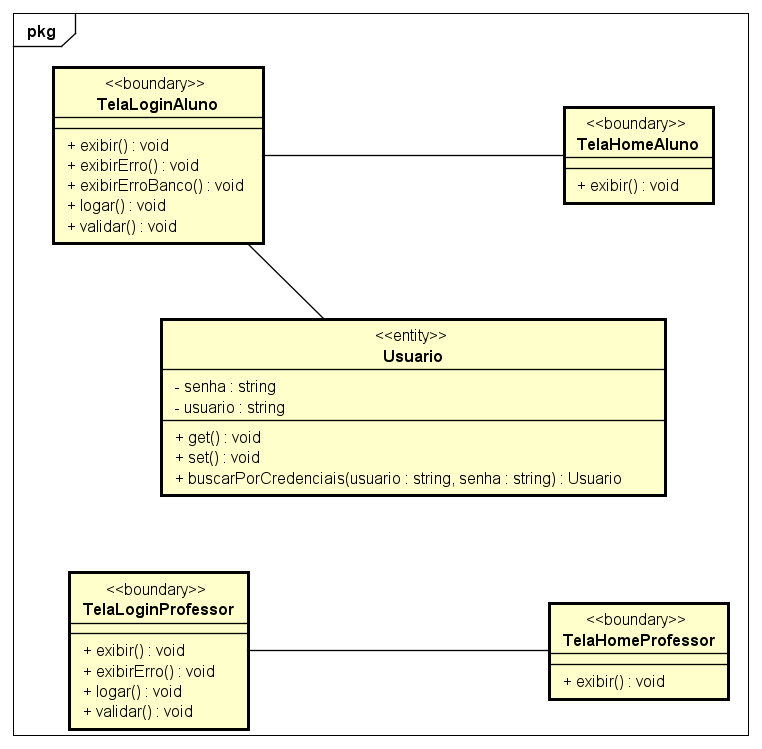 pkg
<<boundary>>
TelaLoginAluno
+ exibir() : void
+ exibirErro() : void
+ exibirErroBanco() : void
+ logar() : void
+ validar() : void
<<boundary>>
TelaHomeAluno
+ exibir() : void
<<entity>>
Usuario
- senha : string
- usuario : string
+ get() : void
+ set() : void
+ buscarPorCredenciais(usuario : string, senha : string) : Usuario
<<boundary>>
TelaLoginProfessor
+ exibir() : void
+ exibirErro() : void
+ logar() : void
+ validar() : void
<<boundary>>
TelaHomeProfessor
+ exibir() : void